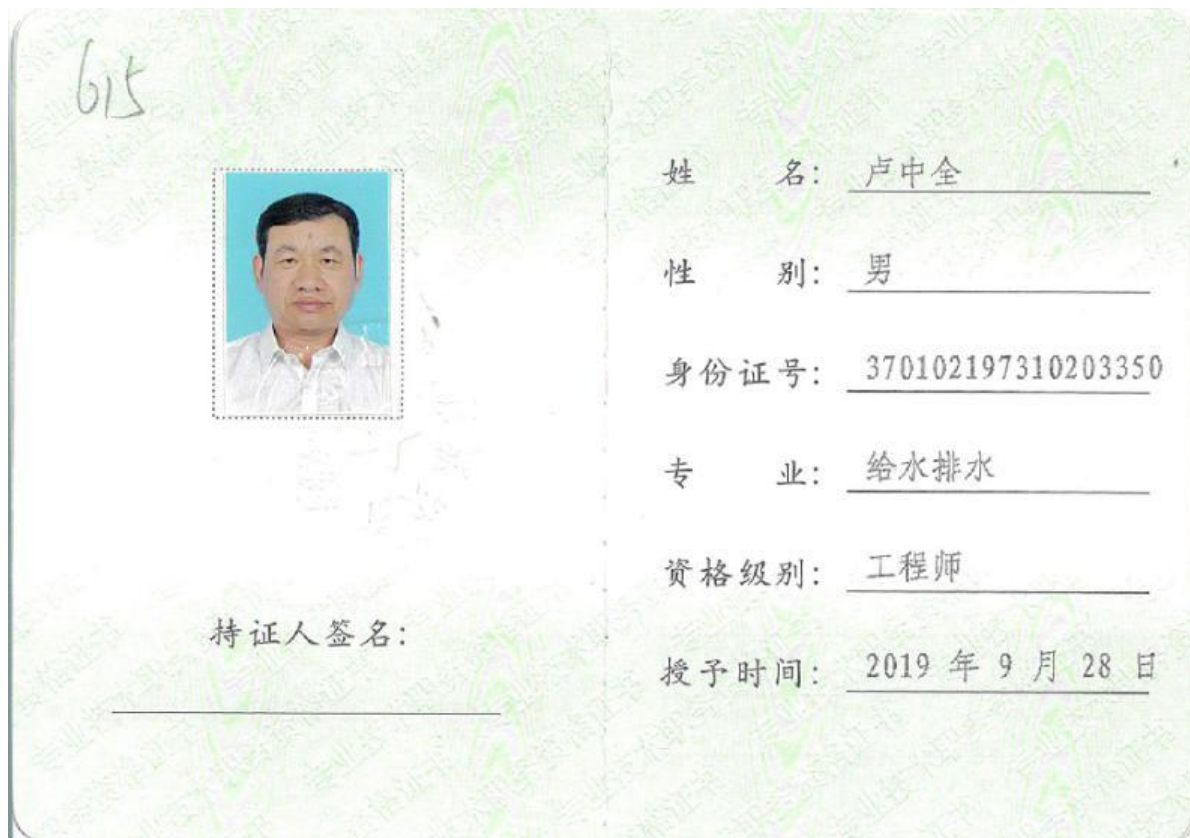 615
持证人签名:
姓 名: 卢中全
性 别: 男
身份证号: 370102197310203350
专 业: 给水排水
资格级别: 工程师
授予时间: 2019 年 9 月 28 日